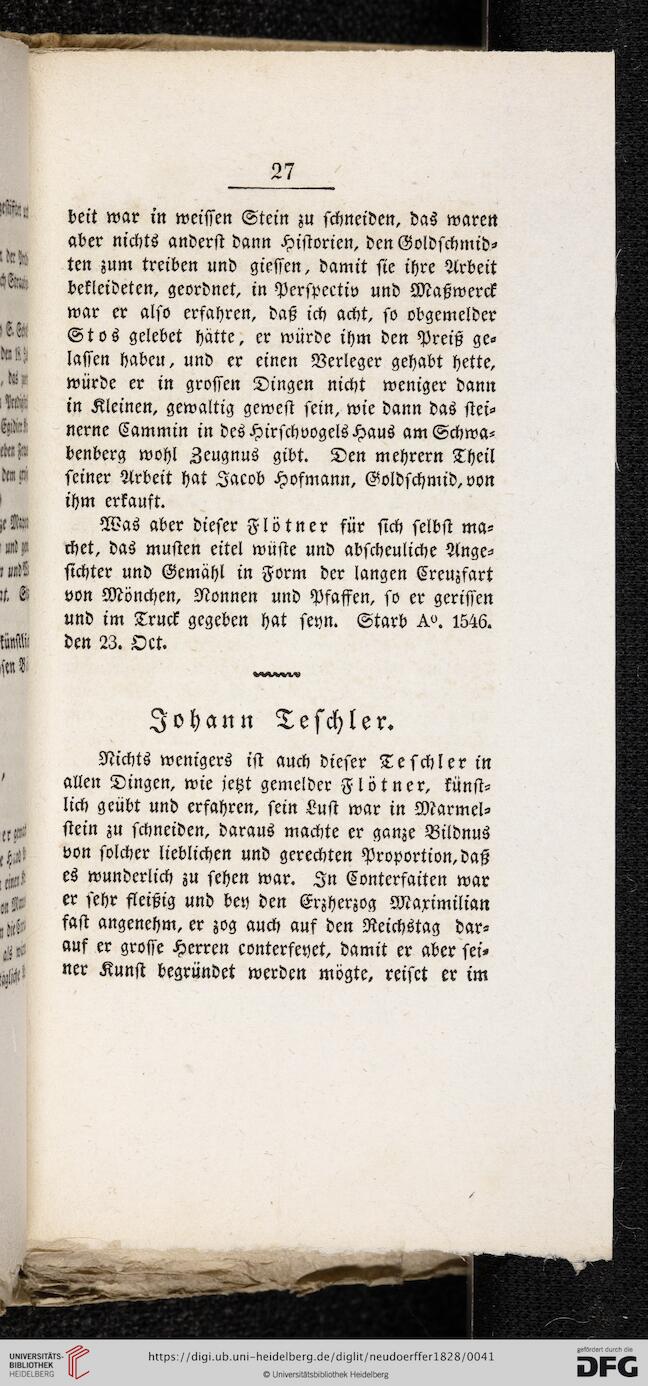 27
beit war in weissen Stein zu schneiden, das waren
aber nichts anderst dann Historien, den Goldschmid-
ten zum treiben und giessen, damit sie ihre Arbeit
bekleideten, geordnet, in Perspectiv und Maßwerck
war er also erfahren, daß ich acht, so obgemelder
Stos gelebet hätte, er würde ihm den Preiß ge-
lassen habeu, und er einen Verleger gehabt hette,
würde er in grossen Dingen nicht weniger dann
in Kleinen, gewaltig gewest sein, wie dann das stei-
nerne Cammin in des Hirschvogels Haus am Schwa-
benberg wohl Zeugnus gibt. Den mehrern Theil
seiner Arbeit hat Jacob Hofmann, Goldschmid, von
ihm erkauft.
Was aber dieser Flötner für sich selbst ma-
chet, das musten eitel wüste und abscheuliche Ange-
sichter und Gemähl in Form der langen Creuzfart
von Mönchen, Nonnen und Pfaffen, so er gerissen
und im Truck gegeben hat seyn. Starb Aº. 1546.
den 23. Oct.
Johann Teschler.
Nichts wenigers ist auch dieser Teschler in
allen Dingen, wie jetzt gemelder Flötner, künst-
lich geübt und erfahren, sein Lust war in Marmel-
stein zu schneiden, daraus machte er ganze Bildnus
von solcher lieblichen und gerechten Proportion, daß
es wunderlich zu sehen war. In Conterfaiten war
er sehr fleißig und bey den Erzherzog Maximilian
fast angenehm, er zog auch auf den Reichstag dar-
auf er grosse Herren conterfeyet, damit er aber sei-
ner Kunst begründet werden mögte, reiset er im
UNIVERSITÄTS-
BIBLIOTHEK
HEIDELBERG
https://digi.ub.uni-heidelberg.de/diglit/neudoerffer1828/0041
© Universitätsbibliothek Heidelberg
gefördert durch die
DFG